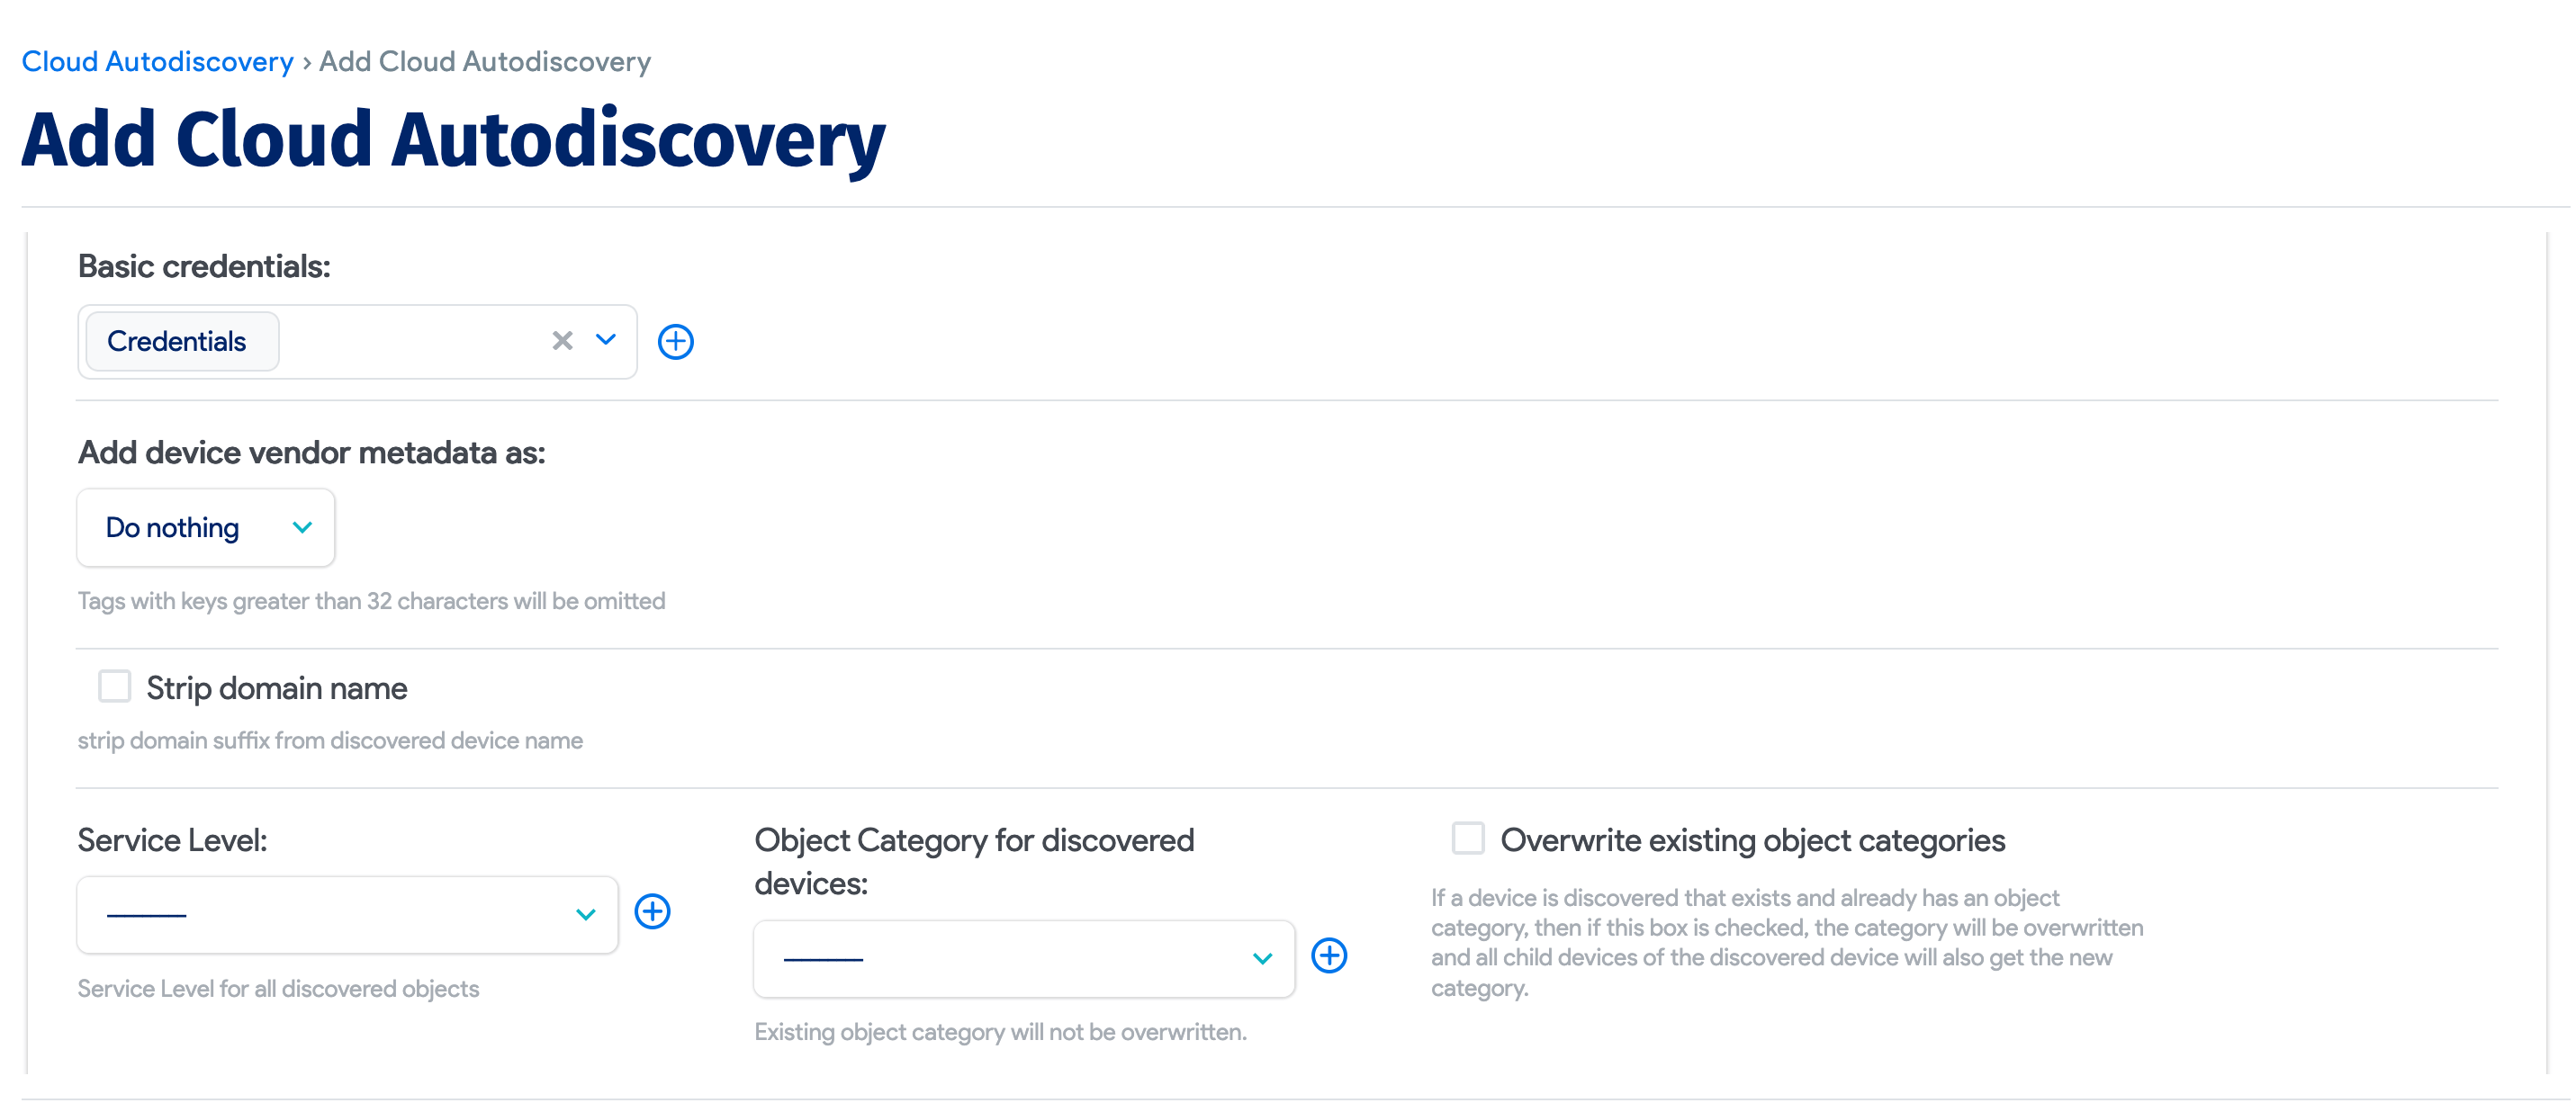 Cloud Autodiscovery › Add Cloud Autodiscovery
Add Cloud Autodiscovery
Basic credentials:
Credentials
Add device vendor metadata as:
Do nothing
Tags with keys greater than 32 characters will be omitted
Strip domain name
strip domain suffix from discovered device name
Service Level:
---------
Service Level for all discovered objects
Object Category for discovered
devices:
---------
Existing object category will not be overwritten.
Overwrite existing object categories
If a device is discovered that exists and already has an object
category, then if this box is checked, the category will be overwritten
and all child devices of the discovered device will also get the new
category.